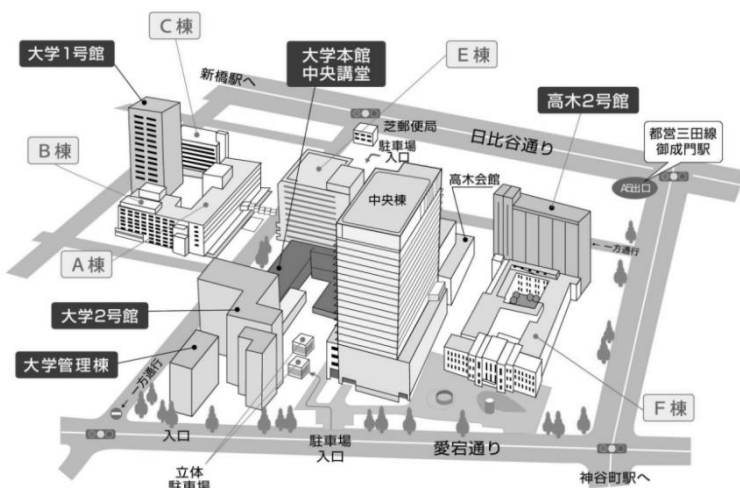 C棟
大学1号館
大学本館
中央講堂
E棟
新橋駅へ
高木2号館
芝郵便局
日比谷通り
都営三田線
御成門駅
駐車場
入口
B棟
高木会館
中央棟
A5出口
一方通行
A棟
大学2号館
大学管理棟
一方通行
F棟
入口
駐車場
入口
愛宕通り
立体
駐車場
神谷町駅へ